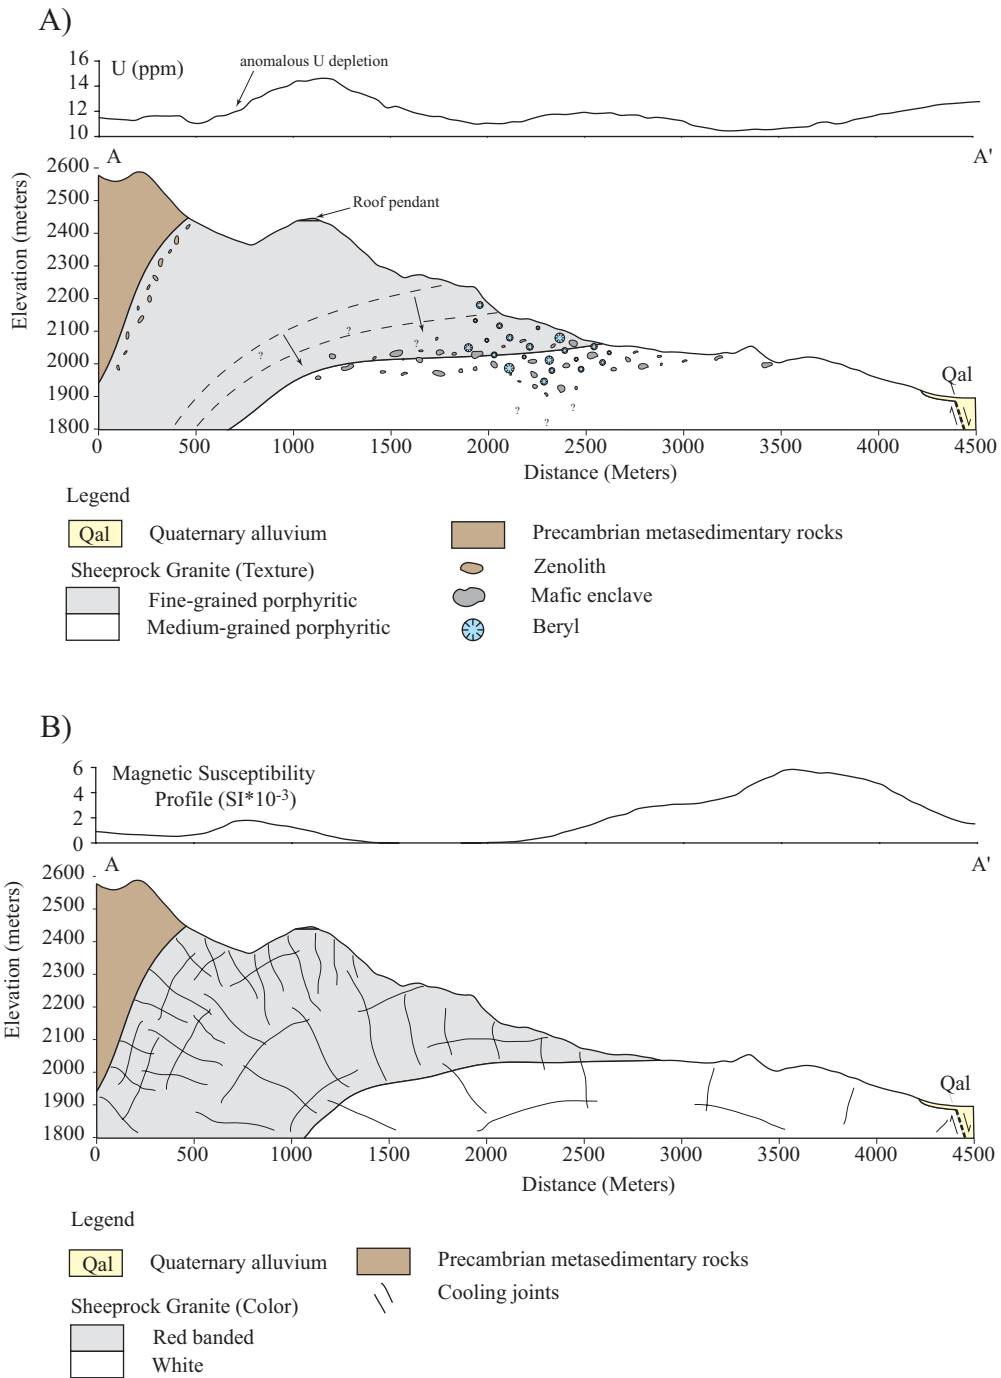 A)
16
14
12
10
U (ppm)
anomalous U depletion
A
A'
2600
2500
2400
2300
2200
2100
2000
1900
1800
Elevation (meters)
Roof pendant
?
?
?
?
?
?
Qal
0
500
1000
1500
2000
2500
3000
3500
4000
4500
Distance (Meters)
Legend
Qal
Quaternary alluvium
Sheeprock Granite (Texture)
Fine-grained porphyritic
Medium-grained porphyritic
Precambrian metasedimentary rocks
Zenolith
Mafic enclave
Beryl
B)
6
4
2
0
Magnetic Susceptibility
Profile (SI*10-3)
A
A'
2600
2500
2400
2300
2200
2100
2000
1900
1800
Elevation (meters)
Qal
0
500
1000
1500
2000
2500
3000
3500
4000
4500
Distance (Meters)
Legend
Qal
Quaternary alluvium
Sheeprock Granite (Color)
Red banded
White
Precambrian metasedimentary rocks
Cooling joints